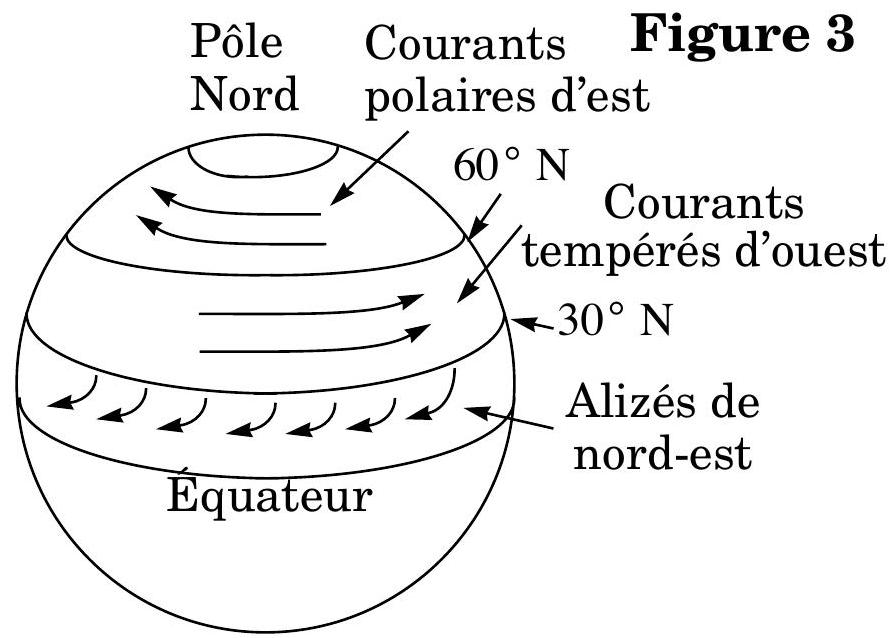 Figure 3
Pôle
Nord
Courants
polaires d'est
60° N
Courants
tempérés d'ouest
30° N
Alizés de
nord-est
Équateur